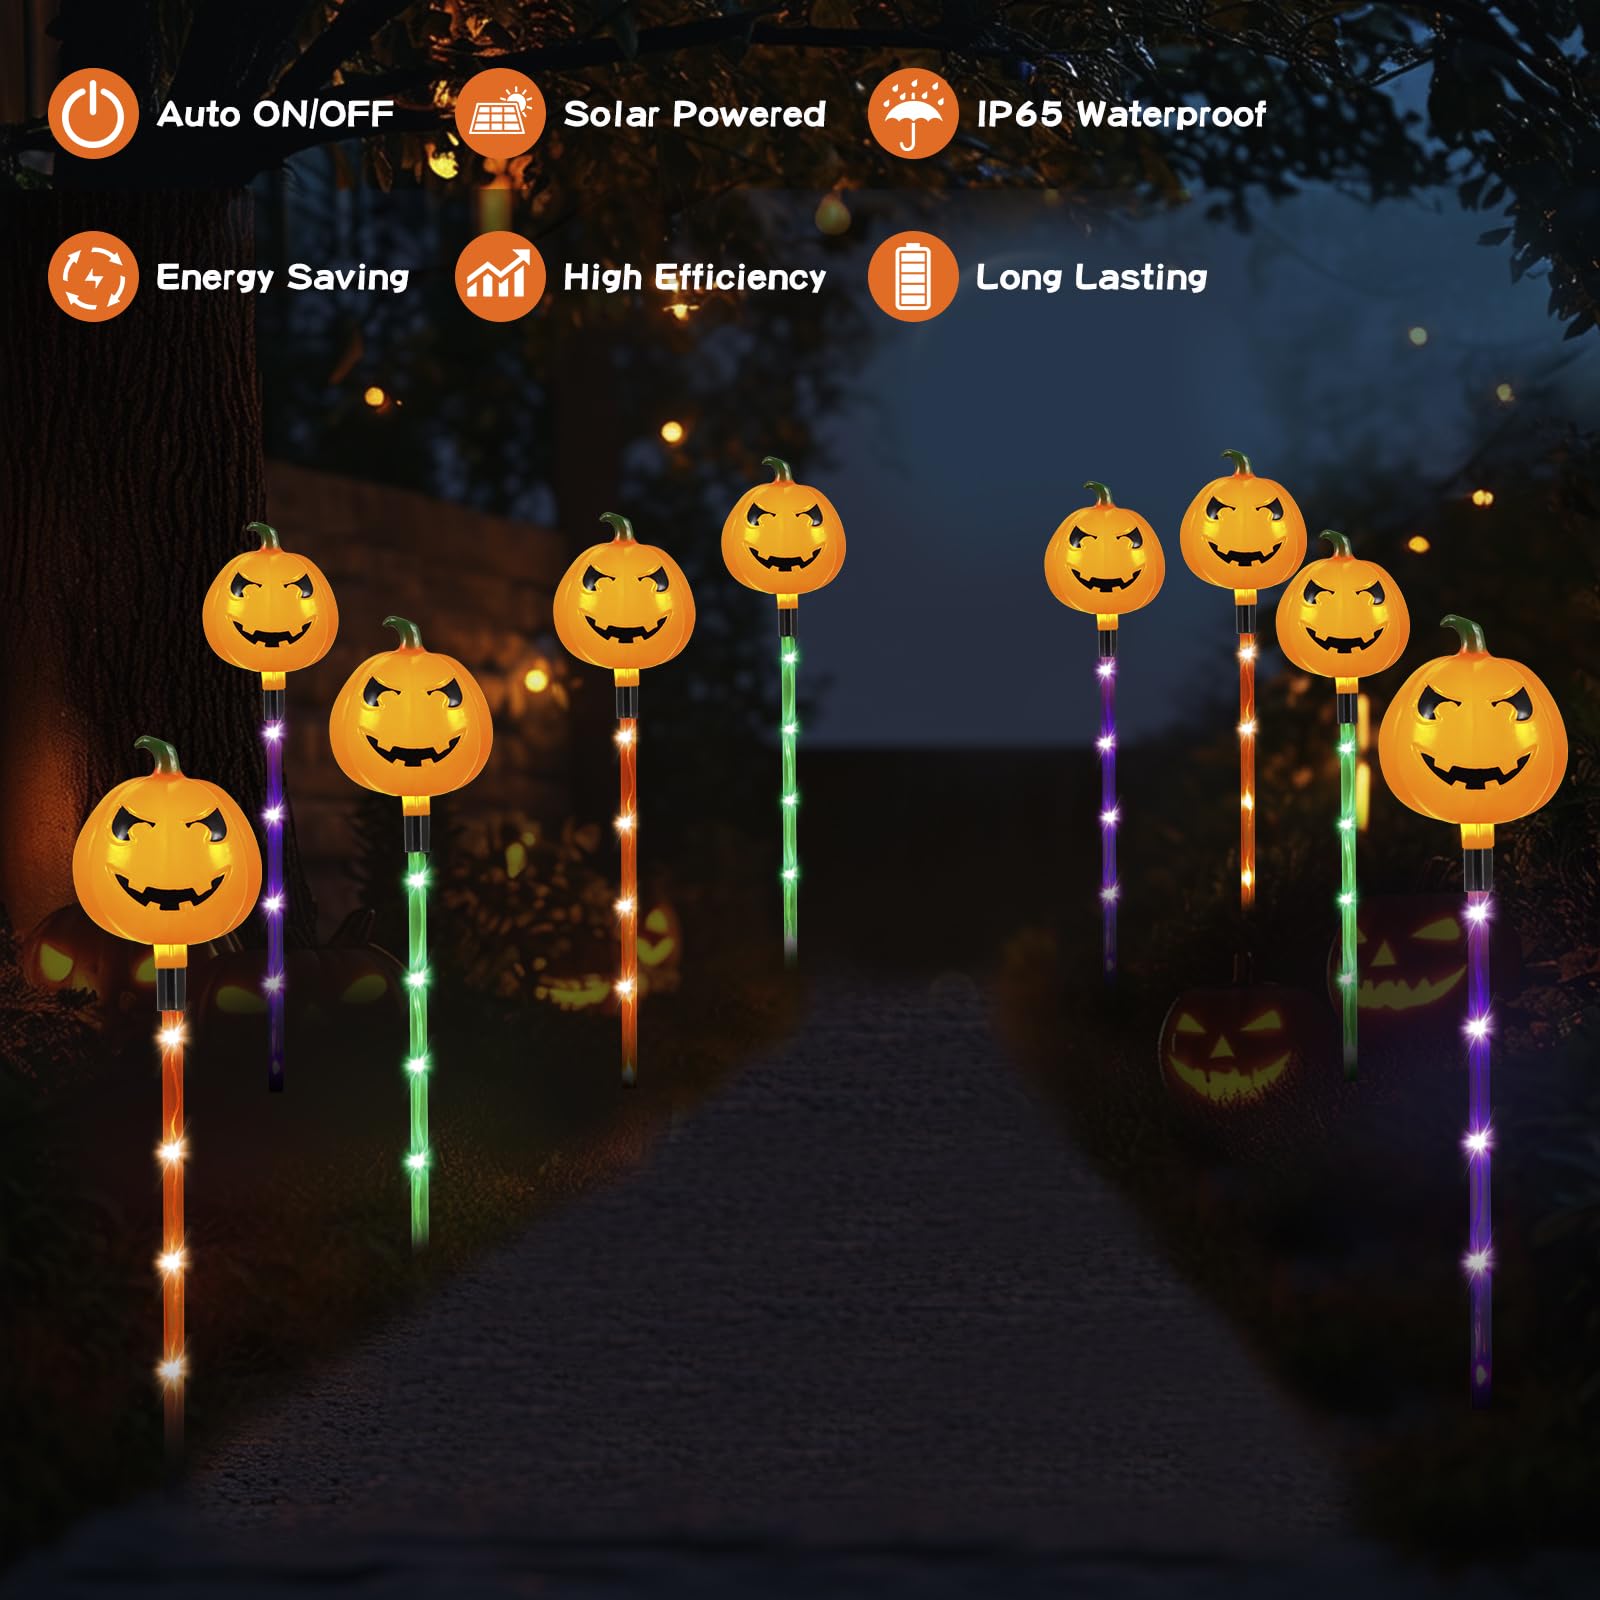 Auto ON/OFF
Solar Powered
IP65 Waterproof
Energy Saving
High Efficiency
Long Lasting